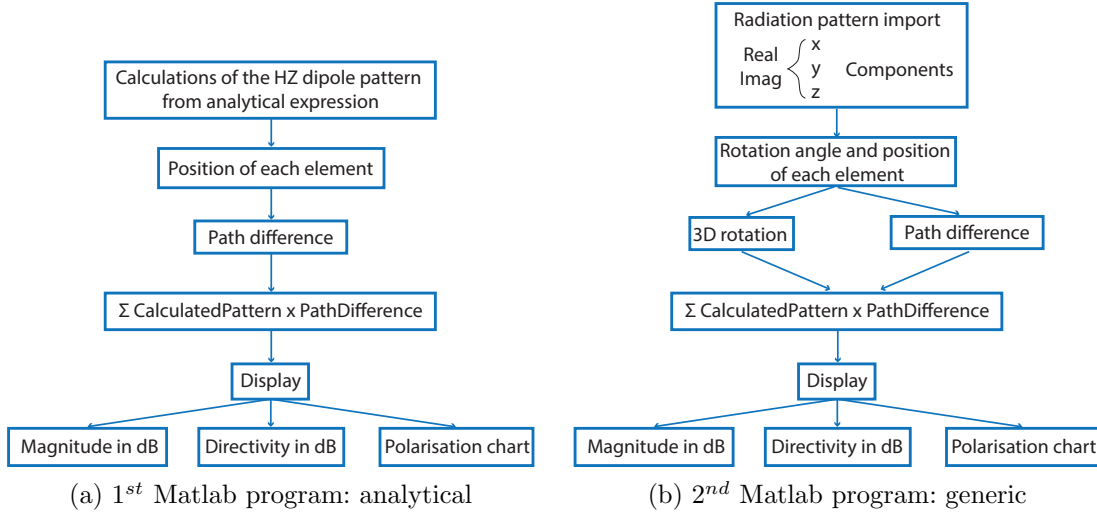 Calculations of the HZ dipole pattern
from analytical expression
Position of each element
Path difference
Σ CalculatedPattern x PathDifference
Display
Magnitude in dB
Directivity in dB
Polarisation chart
(a) 1st Matlab program: analytical
Radiation pattern import
Real
Imag
x
y
z
Components
Rotation angle and position
of each element
3D rotation
Path difference
Σ CalculatedPattern x PathDifference
Display
Magnitude in dB
Directivity in dB
Polarisation chart
(b) 2nd Matlab program: generic